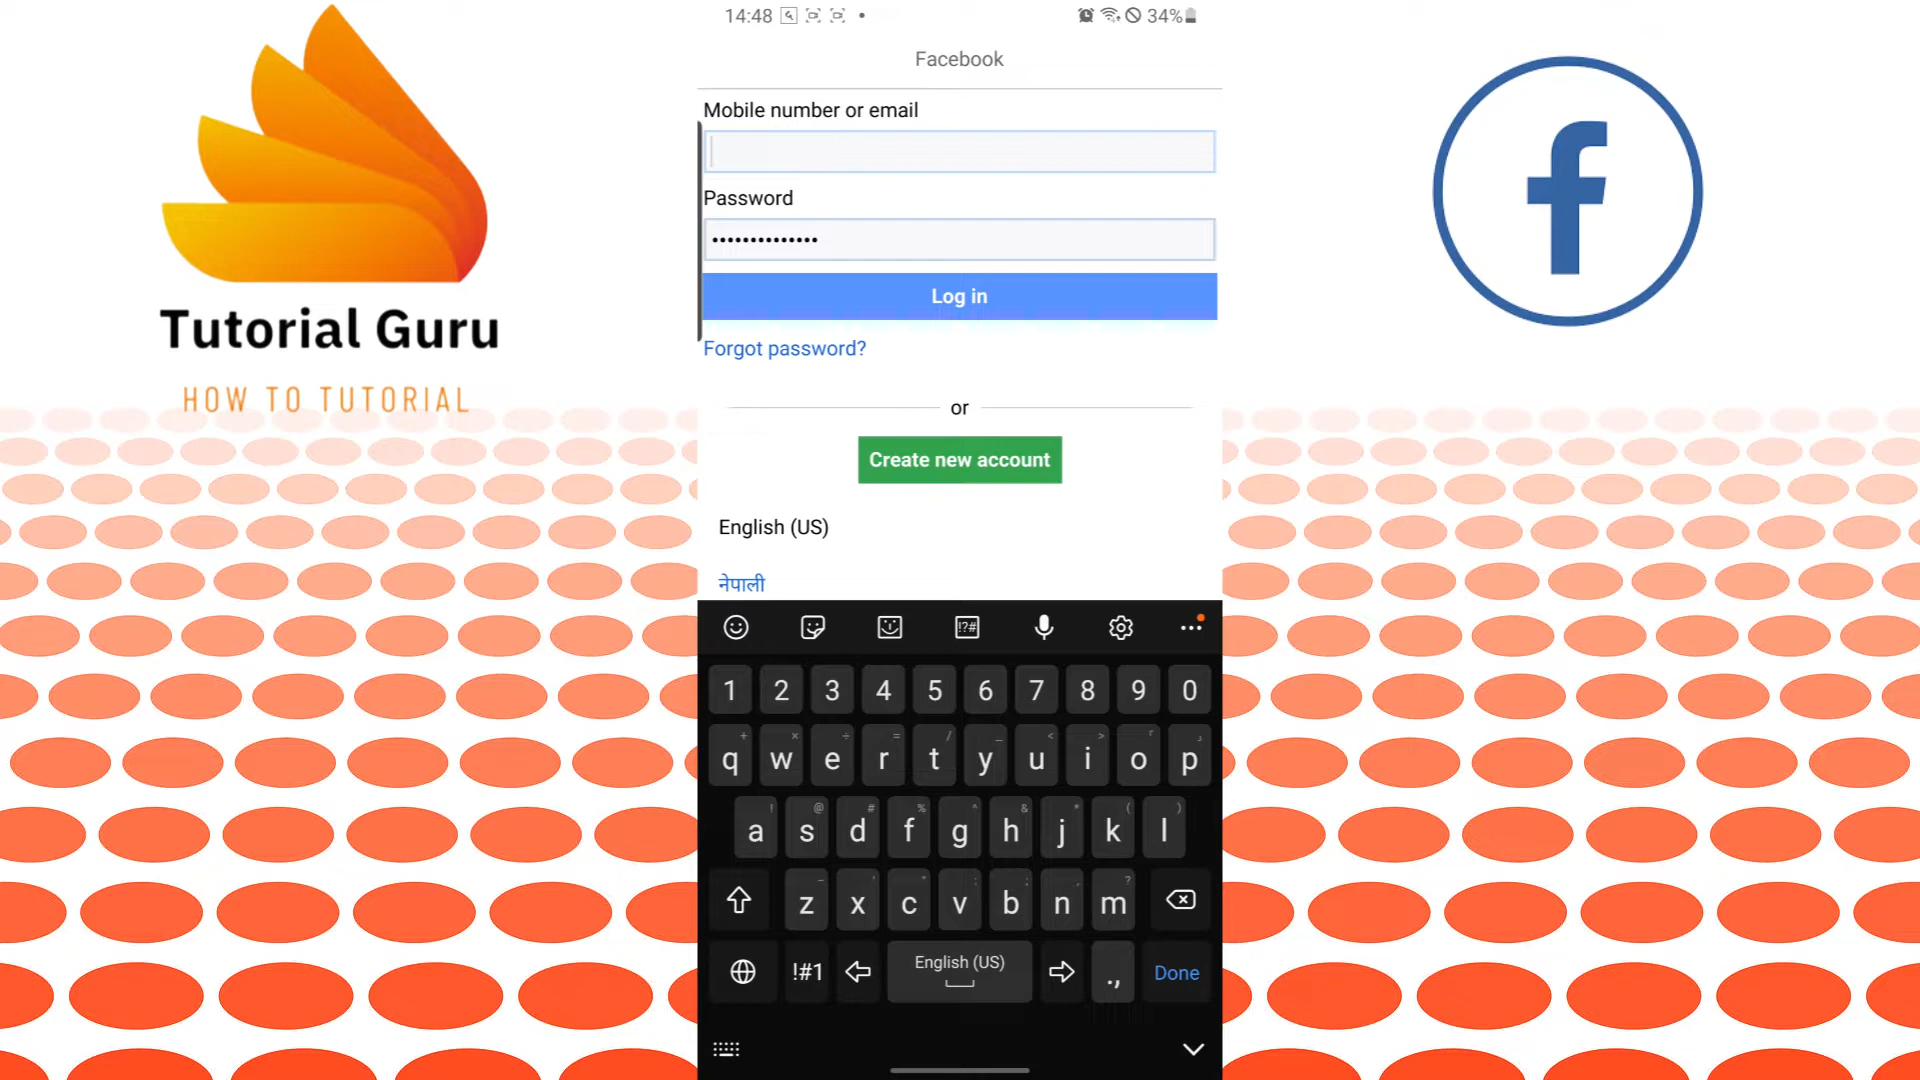 14:48
34%
Facebook
Mobile number or email
Password
••••••••••••••
Log in
Forgot password?
or
Create new account
English (US)
नेपाली
Tutorial Guru
HOW TO TUTORIAL
f
!?#
1 2 3 4 5 6 7 8 9 0
q w e r t y u i o p
a s d f g h j k l
z x c v b n m
!#1 English (US) ., Done